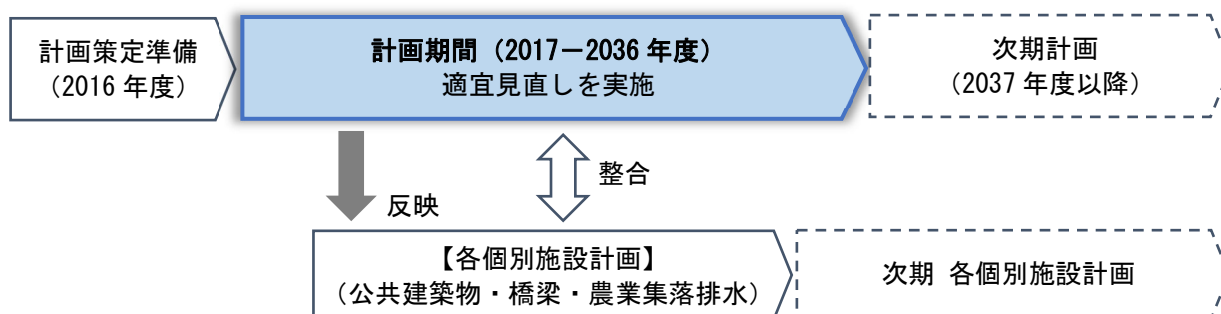 計画策定準備
（2016 年度）
計画期間（2017－2036 年度）
適宜見直しを実施
次期計画
（2037 年度以降）
反映
整合
【各個別施設計画】
（公共建築物・橋梁・農業集落排水）
次期 各個別施設計画